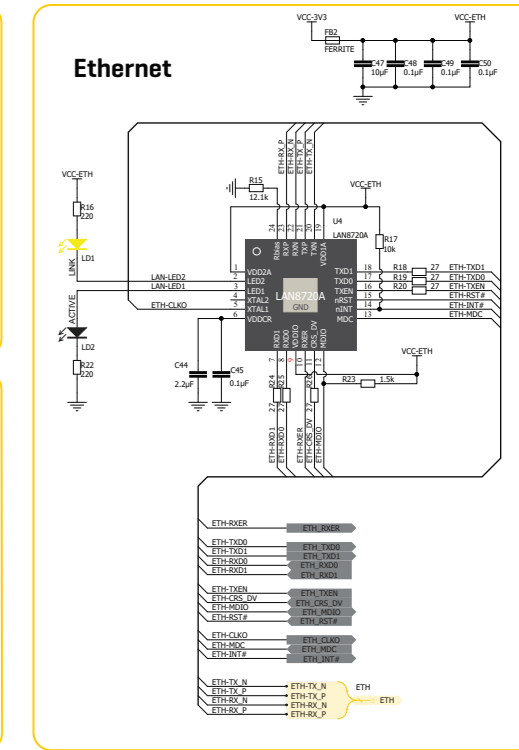 VCC-3V3
VCC-ETH
FB2
FERRITE
C47
10µF
C48
0.1µF
C49
0.1µF
C50
0.1µF
Ethernet
ETH-RX_P
ETH-RX_N
ETH-TX_P
ETH-TX_N
VCC-ETH
R16
220
LD1
LINK
R15
12.1k
VCC-ETH
R17
10k
U4
LAN8720A
24
23
22
21
20
19
Rbias
RXP
RXN
TXP
TXN
VDD1A
LAN-LED2
LAN-LED1
ETH-CLKO
1
2
3
4
5
6
VDD2A
LED2
LED1
XTAL2
XTAL1
VDDCR
LAN8720A
GND
TXD1
TXD0
TXEN
nRST
nINT
MDC
18
17
16
15
14
13
R18
27
ETH-TXD1
R19
27
ETH-TXD0
R20
27
ETH-TXEN
ETH-RST#
ETH-INT#
ETH-MDC
ACTIVE
LD2
R22
220
C44
2.2µF
C45
0.1µF
RXD1
RXD0
VDDIO
RXER
CRS_DV
MDIO
7
8
9
10
11
12
R24
27
R25
27
R26
27
VCC-ETH
R23
1.5k
ETH-RXD1
ETH-RXD0
ETH-RXER
ETH-CRS_DV
ETH-MDIO
ETH-RXER
ETH_RXER
ETH-TXD0
ETH_TXD0
ETH-TXD1
ETH_TXD1
ETH-RXD0
ETH_RXD0
ETH-RXD1
ETH_RXD1
ETH-TXEN
ETH_TXEN
ETH-CRS_DV
ETH_CRS_DV
ETH-MDIO
ETH_MDIO
ETH-RST#
ETH_RST#
ETH-CLKO
ETH_CLKO
ETH-MDC
ETH_MDC
ETH-INT#
ETH_INT#
ETH-TX_N
ETH-TX_N
ETH
ETH-TX_P
ETH-TX_P
ETH-RX_N
ETH-RX_N
ETH
ETH-RX_P
ETH-RX_P